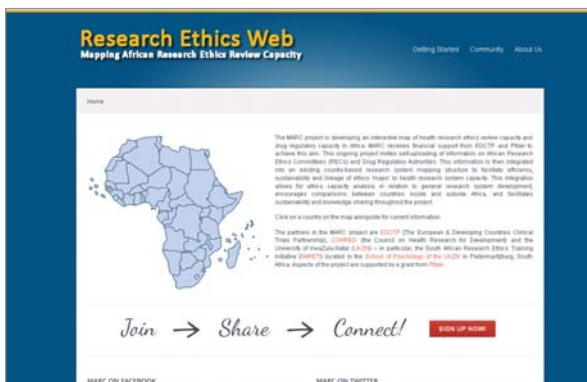 Research Ethics Web
Mapping African Research Ethics Review Capacity
Getting Started Community About Us
Home
The MARC project is developing an interactive map of health research ethics review capacity and
drug regulatory capacity in Africa. MARC receives financial support from EDCTP and Pfizer to
achieve this aim. This ongoing project invites self-uploading of information on African Research
Ethics Committees (RECs) and Drug Regulatory Authorities. This information is then integrated
into an existing country-based research system mapping structure to facilitate efficiency,
sustainability and linkage of ethics 'maps' to health research system capacity. This integration
allows for ethics capacity analysis in relation to general research system development,
encourages comparisons between countries inside and outside Africa, and facilitates
sustainability and knowledge sharing throughout the project.
Click on a country on the map alongside for current information.
The partners in the MARC project are EDCTP (The European & Developing Countries Clinical
Trials Partnership), COHRED (the Council on Health Research for Development) and the
University of KwaZulu-Natal (UKZN) – in particular, the South African Research Ethics Training
Initiative (SARETI) located in the School of Psychology of the UKZN in Pietermaritzburg, South
Africa. Aspects of the project are supported by a grant from Pfizer.
Join → Share → Connect! SIGN UP NOW!
MARC ON FACEBOOK MARC ON TWITTER